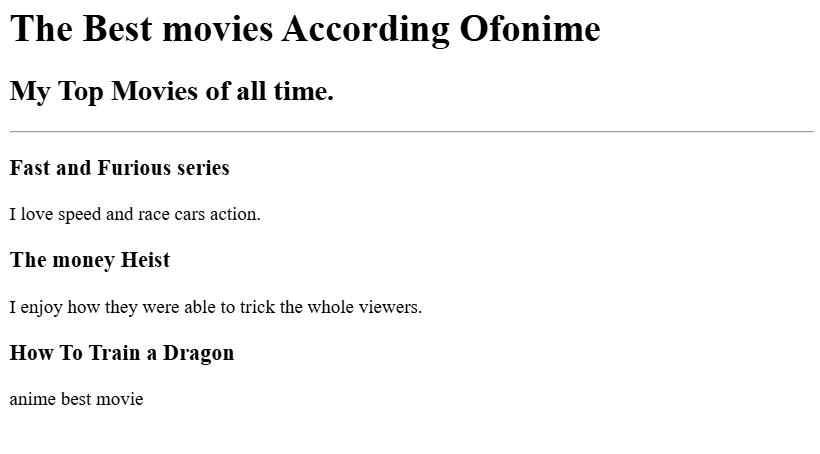 The Best movies According Ofonime
My Top Movies of all time.
Fast and Furious series
I love speed and race cars action.
The money Heist
I enjoy how they were able to trick the whole viewers.
How To Train a Dragon
anime best movie